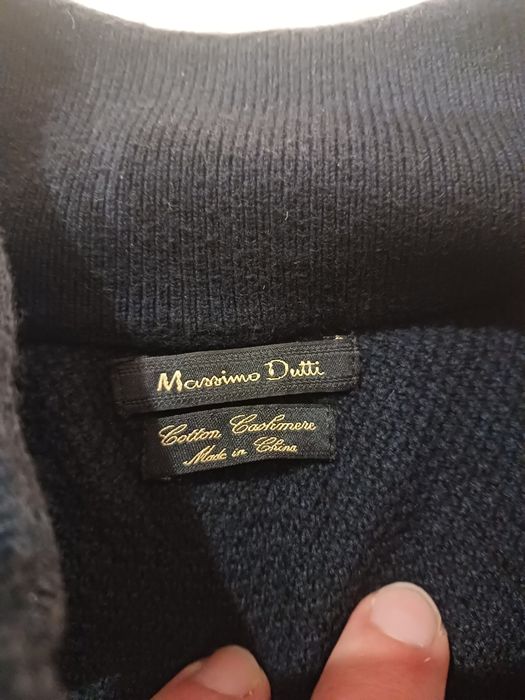 Massimo Dutti
Cotton Cashmere
Made in China